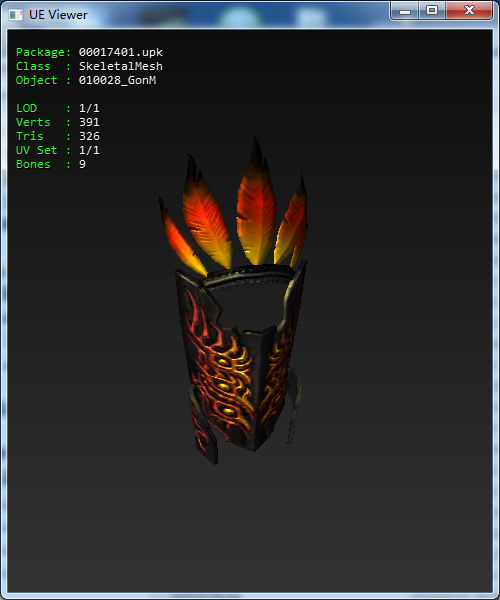 UE Viewer
Package: 00017401.upk
Class  : SkeletalMesh
Object : 010028_GonM
LOD    : 1/1
Verts  : 391
Tris   : 326
UV Set : 1/1
Bones  : 9